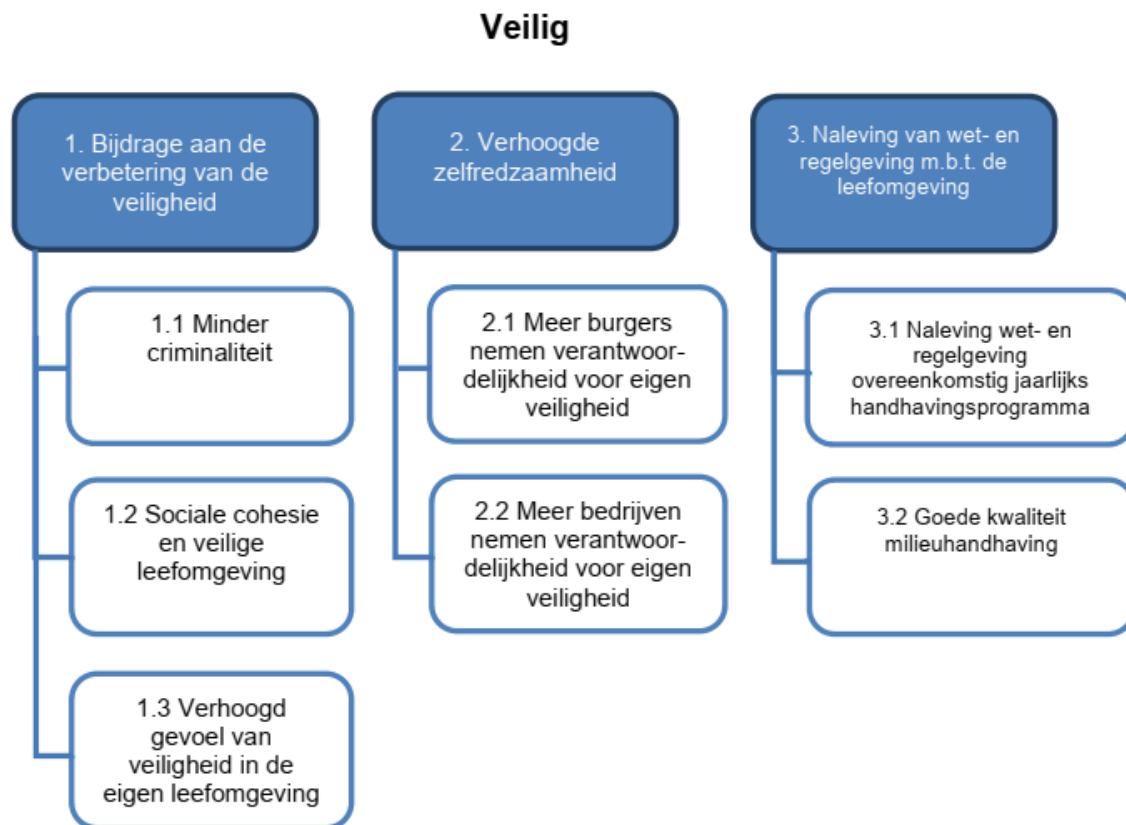 Veilig
1. Bijdrage aan de
verbetering van de
veiligheid
1.1 Minder
criminaliteit
1.2 Sociale cohesie
en veilige
leefomgeving
1.3 Verhoogd
gevoel van
veiligheid in de
eigen leefomgeving
2. Verhoogde
zelfredzaamheid
2.1 Meer burgers
nemen verantwoor-
delijkheid voor eigen
veiligheid
2.2 Meer bedrijven
nemen verantwoor-
delijkheid voor eigen
veiligheid
3. Naleving van wet- en
regelgeving m.b.t. de
leefomgeving
3.1 Naleving wet- en
regelgeving
overeenkomstig jaarlijks
handhavingsprogramma
3.2 Goede kwaliteit
milieuhandhaving